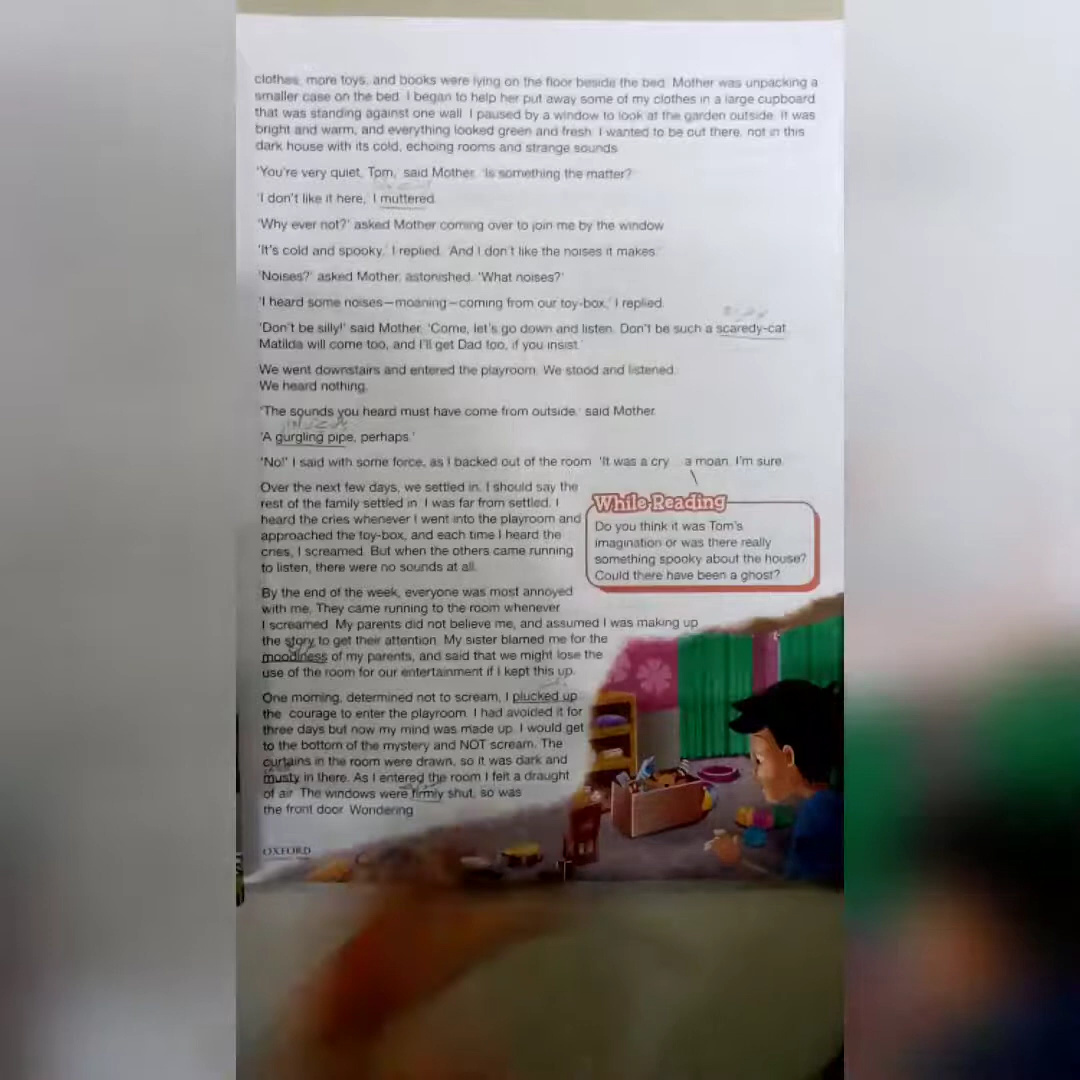 clothes, more toys, and books were lying on the floor beside the bed. Mother was unpacking a
smaller case on the bed. I began to help her put away some of my clothes in a large cupboard
that was standing against one wall. I paused by a window to look at the garden outside. It was
bright and warm, and everything looked green and fresh. I wanted to be out there, not in this
dark house with its cold, echoing rooms and strange sounds.
'You're very quiet, Tom,' said Mother. 'Is something the matter?'
'I don't like it here,' I muttered.
'Why ever not?' asked Mother coming over to join me by the window.
'It's cold and spooky,' I replied. 'And I don't like the noises it makes.'
'Noises?' asked Mother, astonished. 'What noises?'
'I heard some noises—moaning—coming from our toy-box,' I replied.
'Don't be silly!' said Mother. 'Come, let's go down and listen. Don't be such a scaredy-cat.
Matilda will come too, and I'll get Dad too, if you insist.'
We went downstairs and entered the playroom. We stood and listened.
We heard nothing.
'The sounds you heard must have come from outside,' said Mother.
'A gurgling pipe, perhaps.'
'No!' I said with some force, as I backed out of the room. 'It was a cry a moan. I'm sure.
Over the next few days, we settled in. I should say the
rest of the family settled in. I was far from settled. I
heard the cries whenever I went into the playroom and
approached the toy-box, and each time I heard the
cries, I screamed. But when the others came running
to listen, there were no sounds at all.
While Reading
Do you think it was Tom's
imagination or was there really
something spooky about the house?
Could there have been a ghost?
By the end of the week, everyone was most annoyed
with me. They came running to the room whenever
I screamed. My parents did not believe me, and assumed I was making up
the story to get their attention. My sister blamed me for the
moodiness of my parents, and said that we might lose the
use of the room for our entertainment if I kept this up.
One morning, determined not to scream, I plucked up
the courage to enter the playroom. I had avoided it for
three days but now my mind was made up. I would get
to the bottom of the mystery and NOT scream. The
curtains in the room were drawn, so it was dark and
musty in there. As I entered the room I felt a draught
of air. The windows were firmly shut, so was
the front door. Wondering
OXFORD